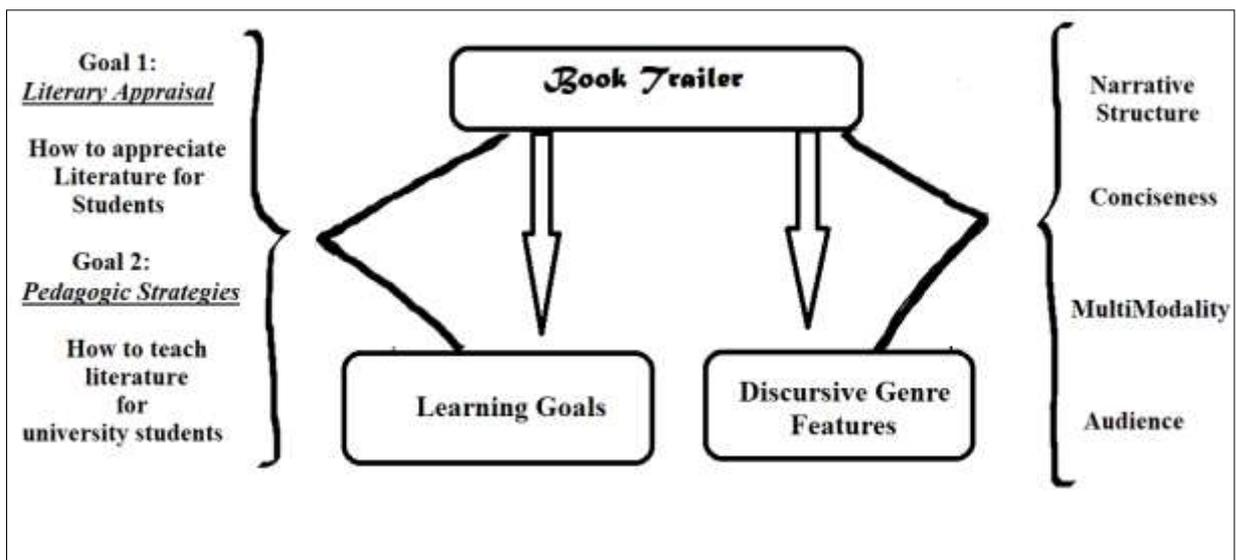 Goal 1:
Literary Appraisal
How to appreciate
Literature for
Students
Goal 2:
Pedagogic Strategies
How to teach
literature
for
university students
Book Trailer
Learning Goals
Discursive Genre
Features
Narrative
Structure
Conciseness
MultiModality
Audience